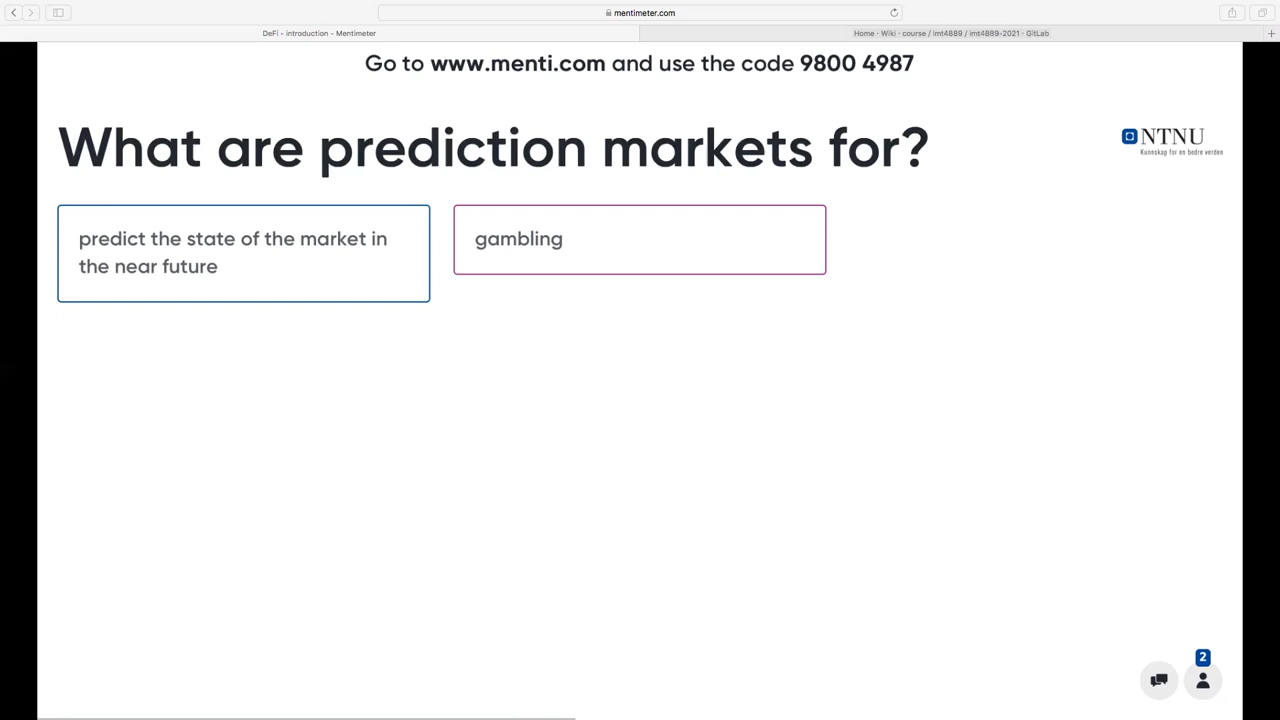 mentimeter.com
DeFi - introduction - Mentimeter
Home · Wiki · course / imt4889 / imt4889-2021 · GitLab
Go to www.menti.com and use the code 9800 4987
What are prediction markets for?
NTNU
Kunnskap for en bedre verden
predict the state of the market in
the near future
gambling
2